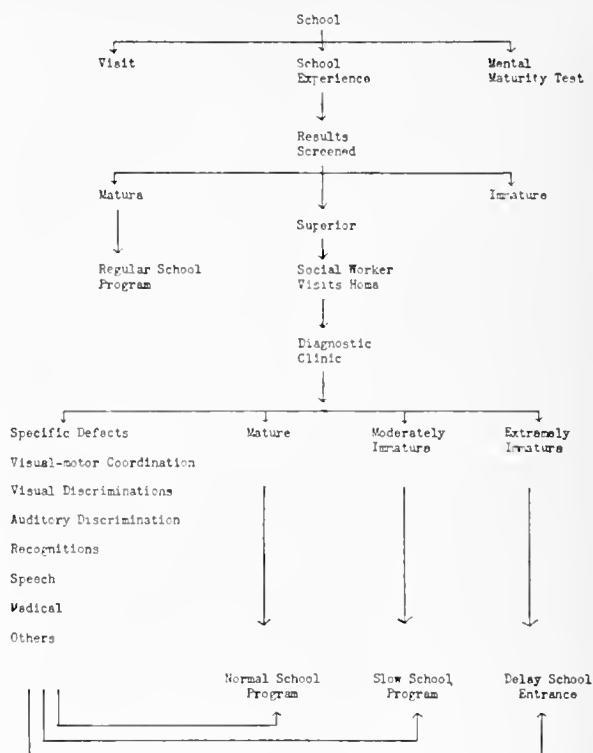 School
Visit
School
Experience
Mental
Maturity Test
Results
Screened
Matura
Superior
Immature
Regular School
Program
Social Worker
Visits Homa
Diagnostic
Clinic
Specific Defects
Visual-motor Coordination
Visual Discriminations
Auditory Discrimination
Recognitions
Speech
Medical
Others
Mature
Moderately
Immature
Extremely
Immature
Normal School
Program
Slow School
Program
Delay School
Entrance